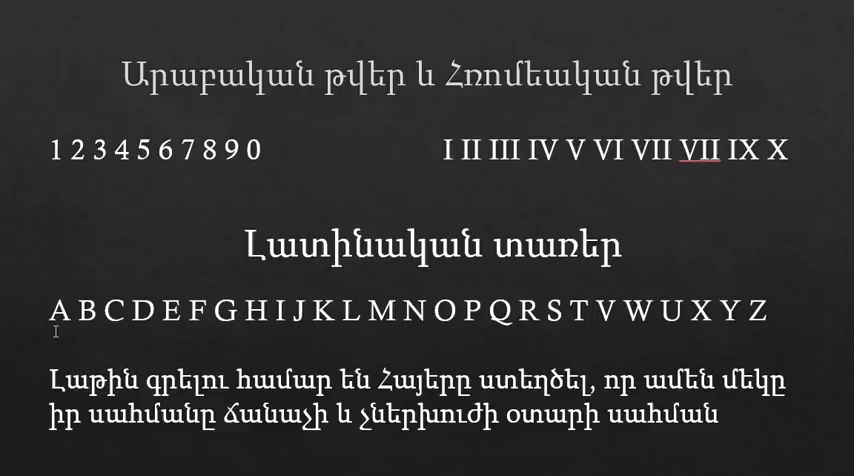 Արաբական թվեր և Հռոմեական թվեր
1 2 3 4 5 6 7 8 9 0
I II III IV V VI VII VII IX X
Լատինական տառեր
A B C D E F G H I J K L M N O P Q R S T V W U X Y Z
Լաթին գրելու համար են Հայերը ստեղծել, որ ամեն մեկը
իր սահմանը ճանաչի և չներխուժի օտարի սահման